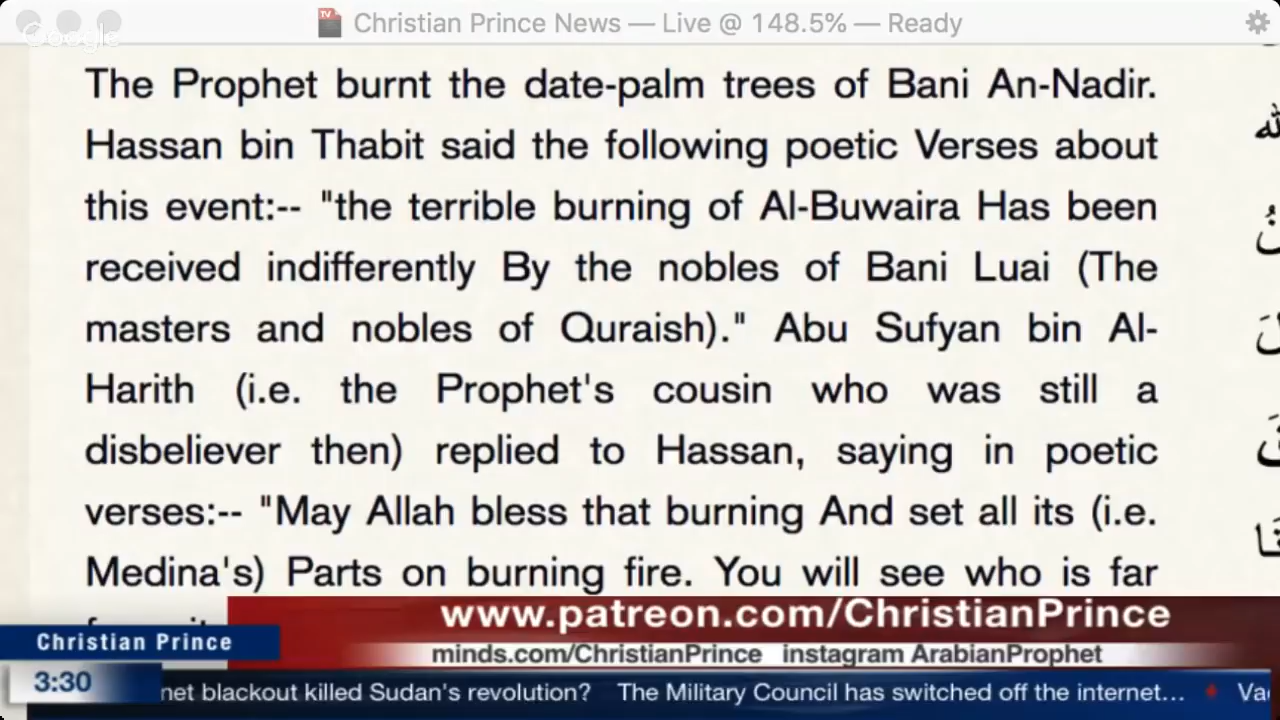 Christian Prince News — Live @ 148.5% — Ready
Google
The Prophet burnt the date-palm trees of Bani An-Nadir.
Hassan bin Thabit said the following poetic Verses about
this event:-- "the terrible burning of Al-Buwaira Has been
received indifferently By the nobles of Bani Luai (The
masters and nobles of Quraish)." Abu Sufyan bin Al-
Harith (i.e. the Prophet's cousin who was still a
disbeliever then) replied to Hassan, saying in poetic
verses:-- "May Allah bless that burning And set all its (i.e.
Medina's) Parts on burning fire. You will see who is far
www.patreon.com/ChristianPrince
Christian Prince
minds.com/ChristianPrince instagram ArabianProphet
3:30
net blackout killed Sudan's revolution? The Military Council has switched off the internet... Va